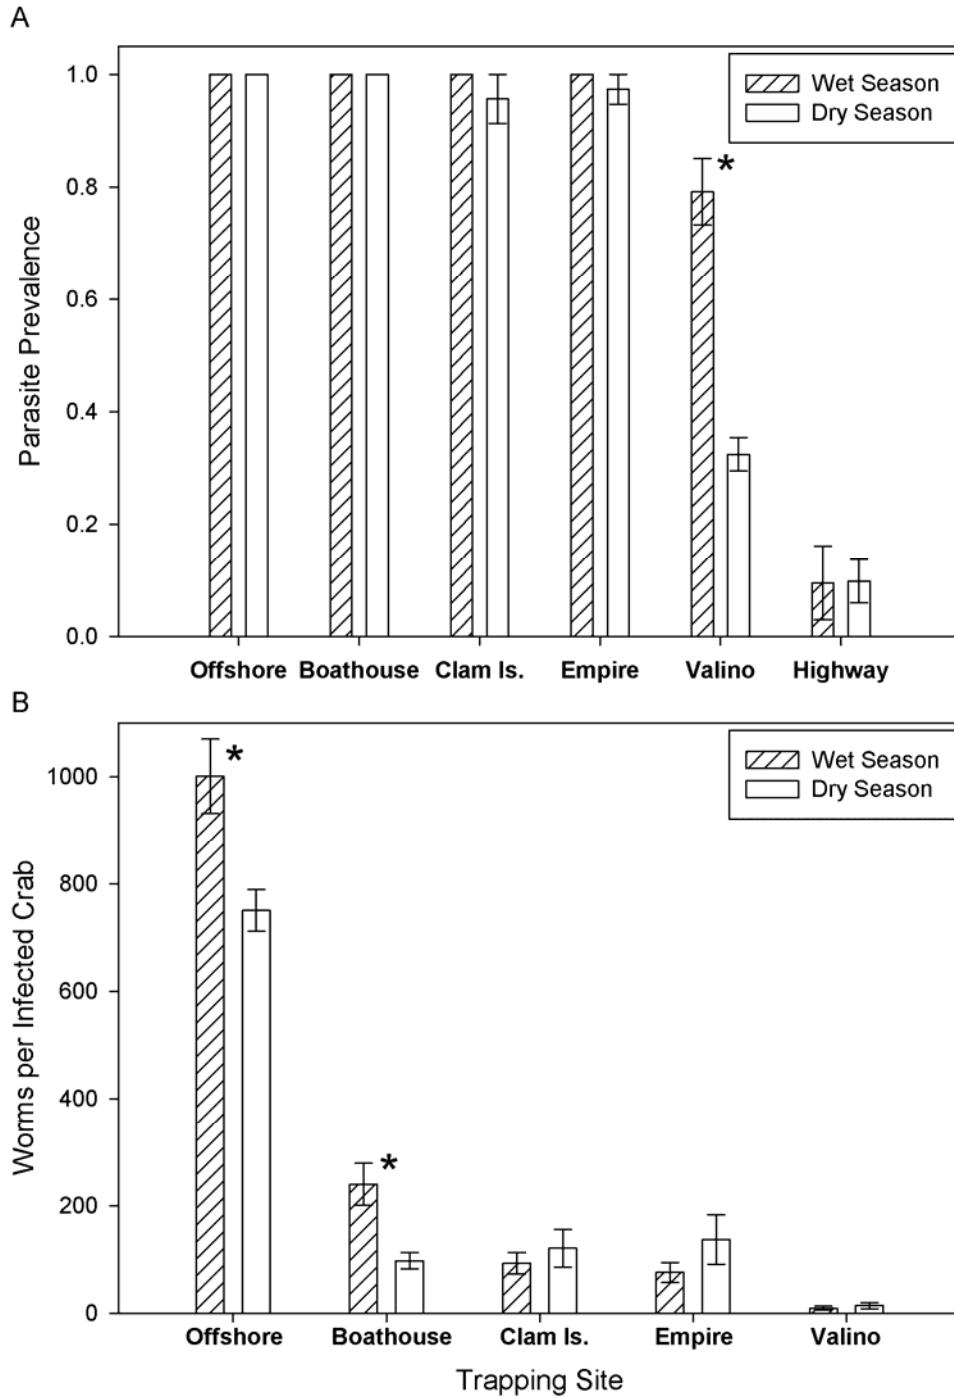 A
1.0
0.8
0.6
0.4
0.2
0.0
Parasite Prevalence
Wet Season
Dry Season
*
Offshore Boathouse Clam Is. Empire Valino Highway
B
1000
800
600
400
200
0
Worms per Infected Crab
Wet Season
Dry Season
*
*
Offshore Boathouse Clam Is. Empire Valino
Trapping Site